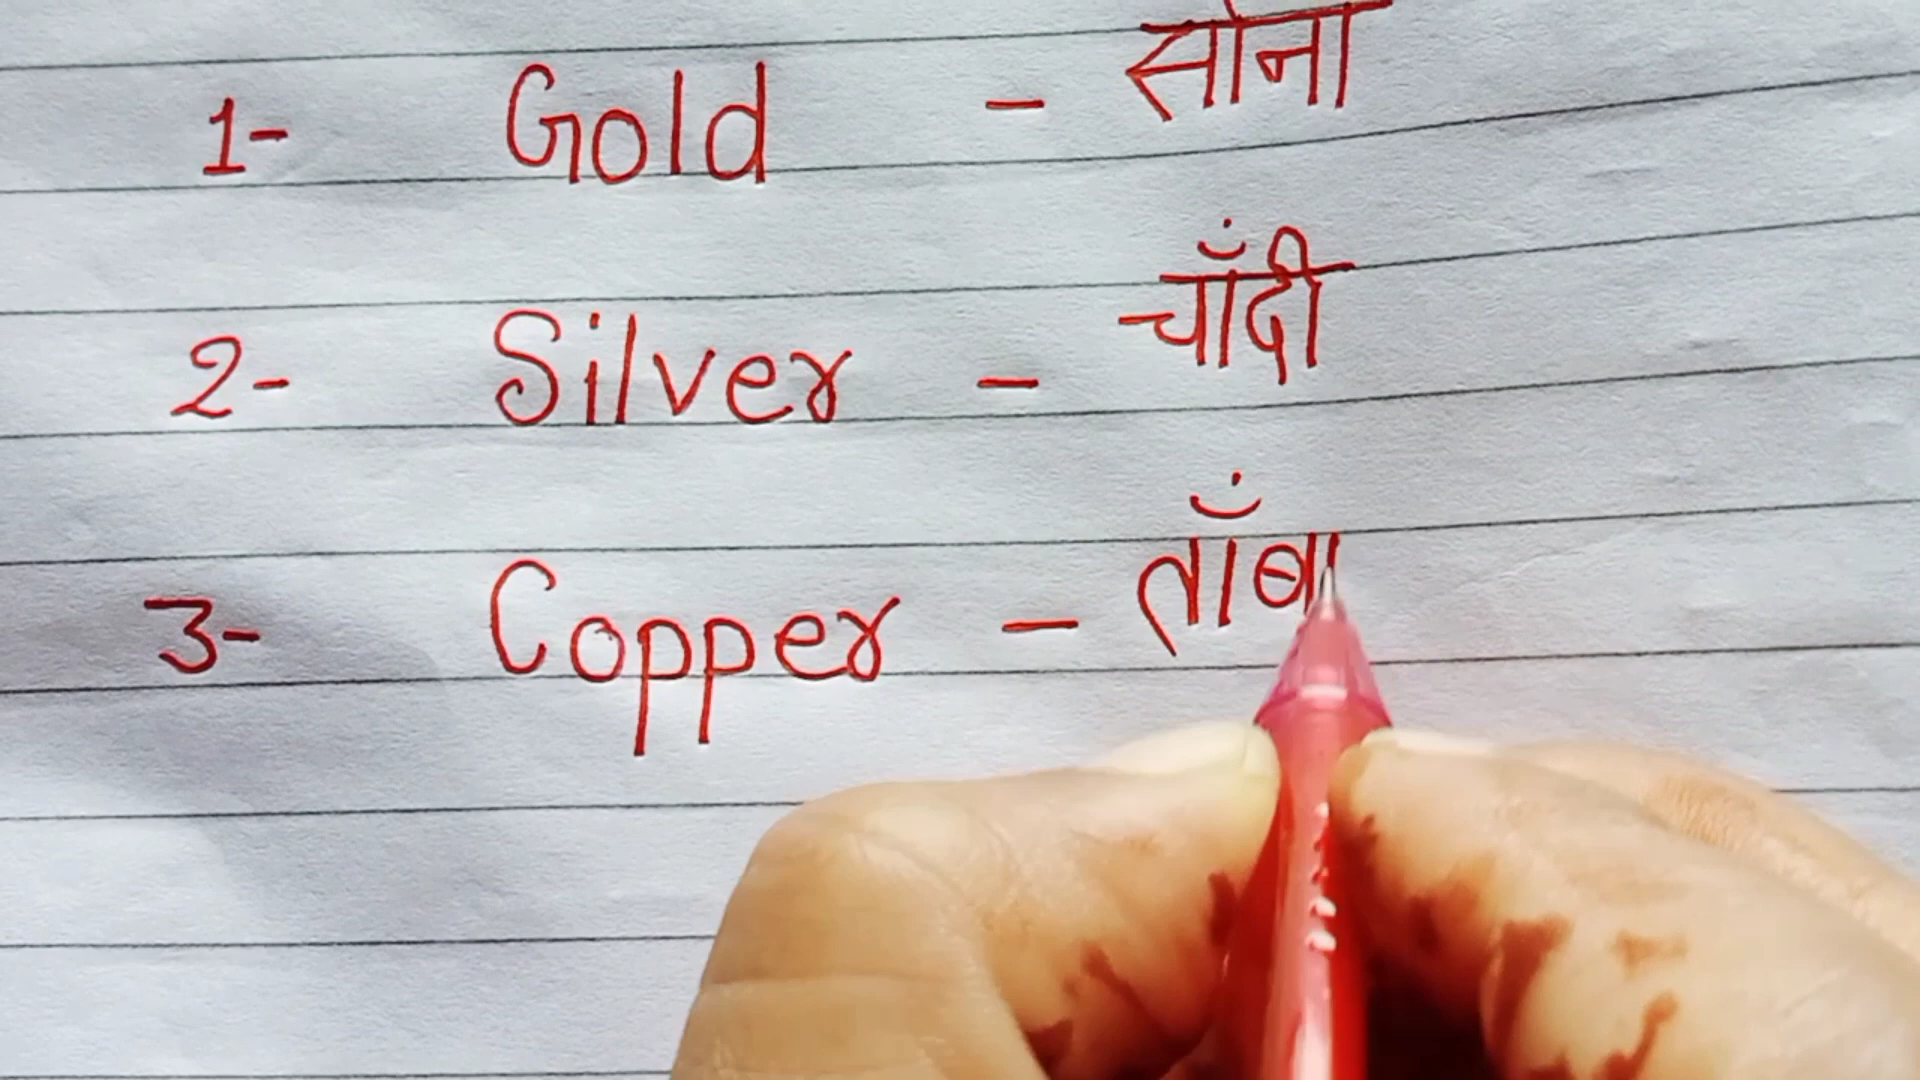 1- Gold - सोना
2- Silver - चाँदी
3- Copper - ताँबा